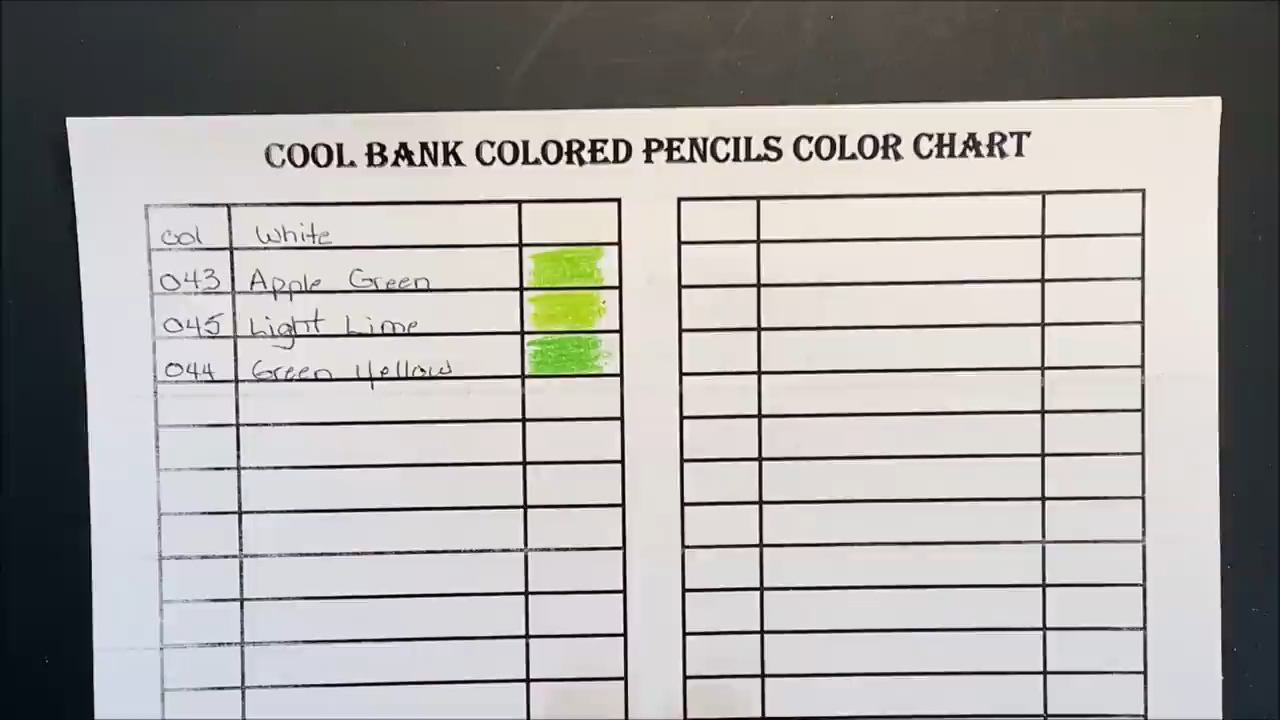 COOL BANK COLORED PENCILS COLOR CHART
001 White
043 Apple Green
045 Light Lime
044 Green Yellow